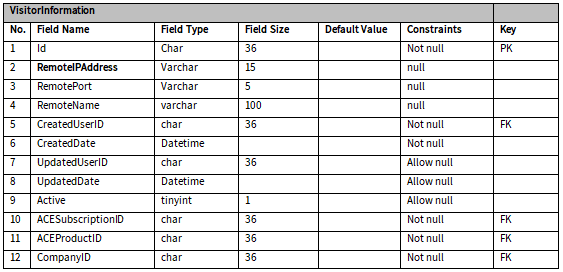 VisitorInformation
No. Field Name Field Type Field Size Default Value Constraints Key
1 Id Char 36 Not null PK
2 RemoteIPAddress Varchar 15 null
3 RemotePort Varchar 5 null
4 RemoteName varchar 100 null
5 CreatedUserID char 36 Not null FK
6 CreatedDate Datetime Not null
7 UpdatedUserID char 36 Allow null
8 UpdatedDate Datetime Allow null
9 Active tinyint 1 Allow null
10 ACESubscriptionID char 36 Not null FK
11 ACEProductID char 36 Not null FK
12 CompanyID char 36 Not null FK